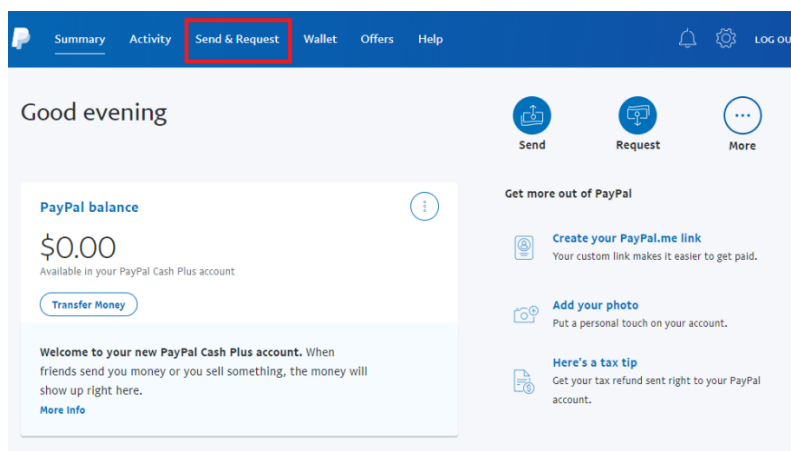 Summary Activity Send & Request Wallet Offers Help LOG OU
Good evening
Send Request More
PayPal balance
$0.00
Available in your PayPal Cash Plus account
Transfer Money
Welcome to your new PayPal Cash Plus account. When
friends send you money or you sell something, the money will
show up right here.
More Info
Get more out of PayPal
Create your PayPal.me link
Your custom link makes it easier to get paid.
Add your photo
Put a personal touch on your account.
Here's a tax tip
Get your tax refund sent right to your PayPal
account.